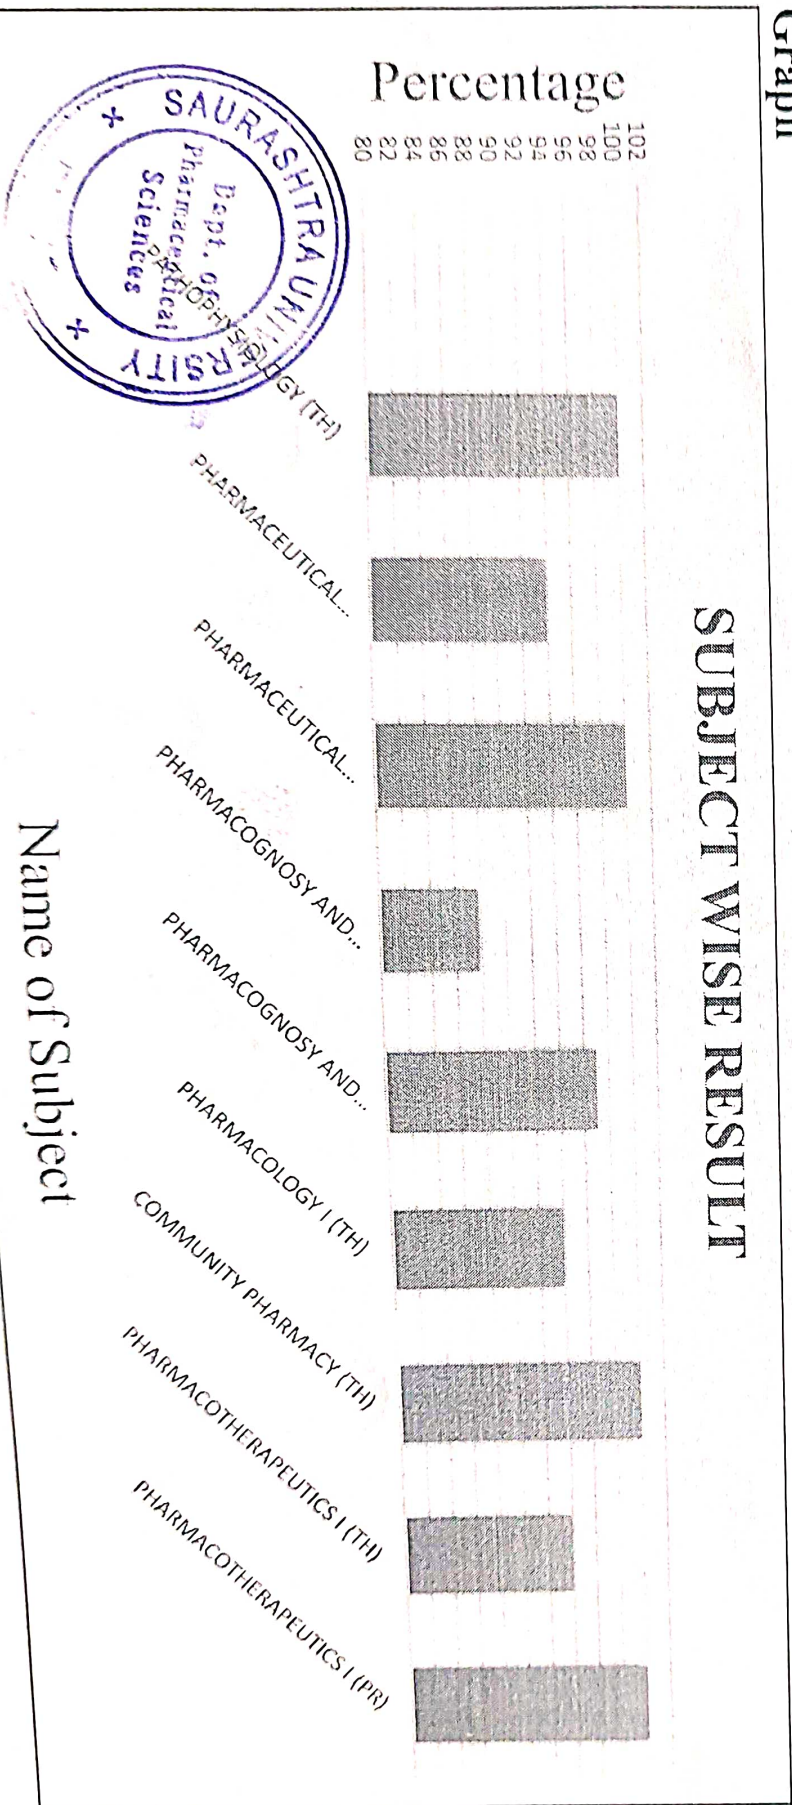 Graph
SUBJECT WISE RESULT
Percentage
102
100
98
96
94
92
90
88
86
84
82
80
PATHOPHYSIOLOGY (TH)
PHARMACEUTICAL...
PHARMACEUTICAL...
PHARMACOGNOSY AND...
PHARMACOGNOSY AND...
PHARMACOLOGY I (TH)
COMMUNITY PHARMACY (TH)
PHARMACOTHERAPEUTICS I (TH)
PHARMACOTHERAPEUTICS I (PR)
Name of Subject
SAURASHTRA UNIVERSITY
Dept. of
Pharmaceutical
Sciences